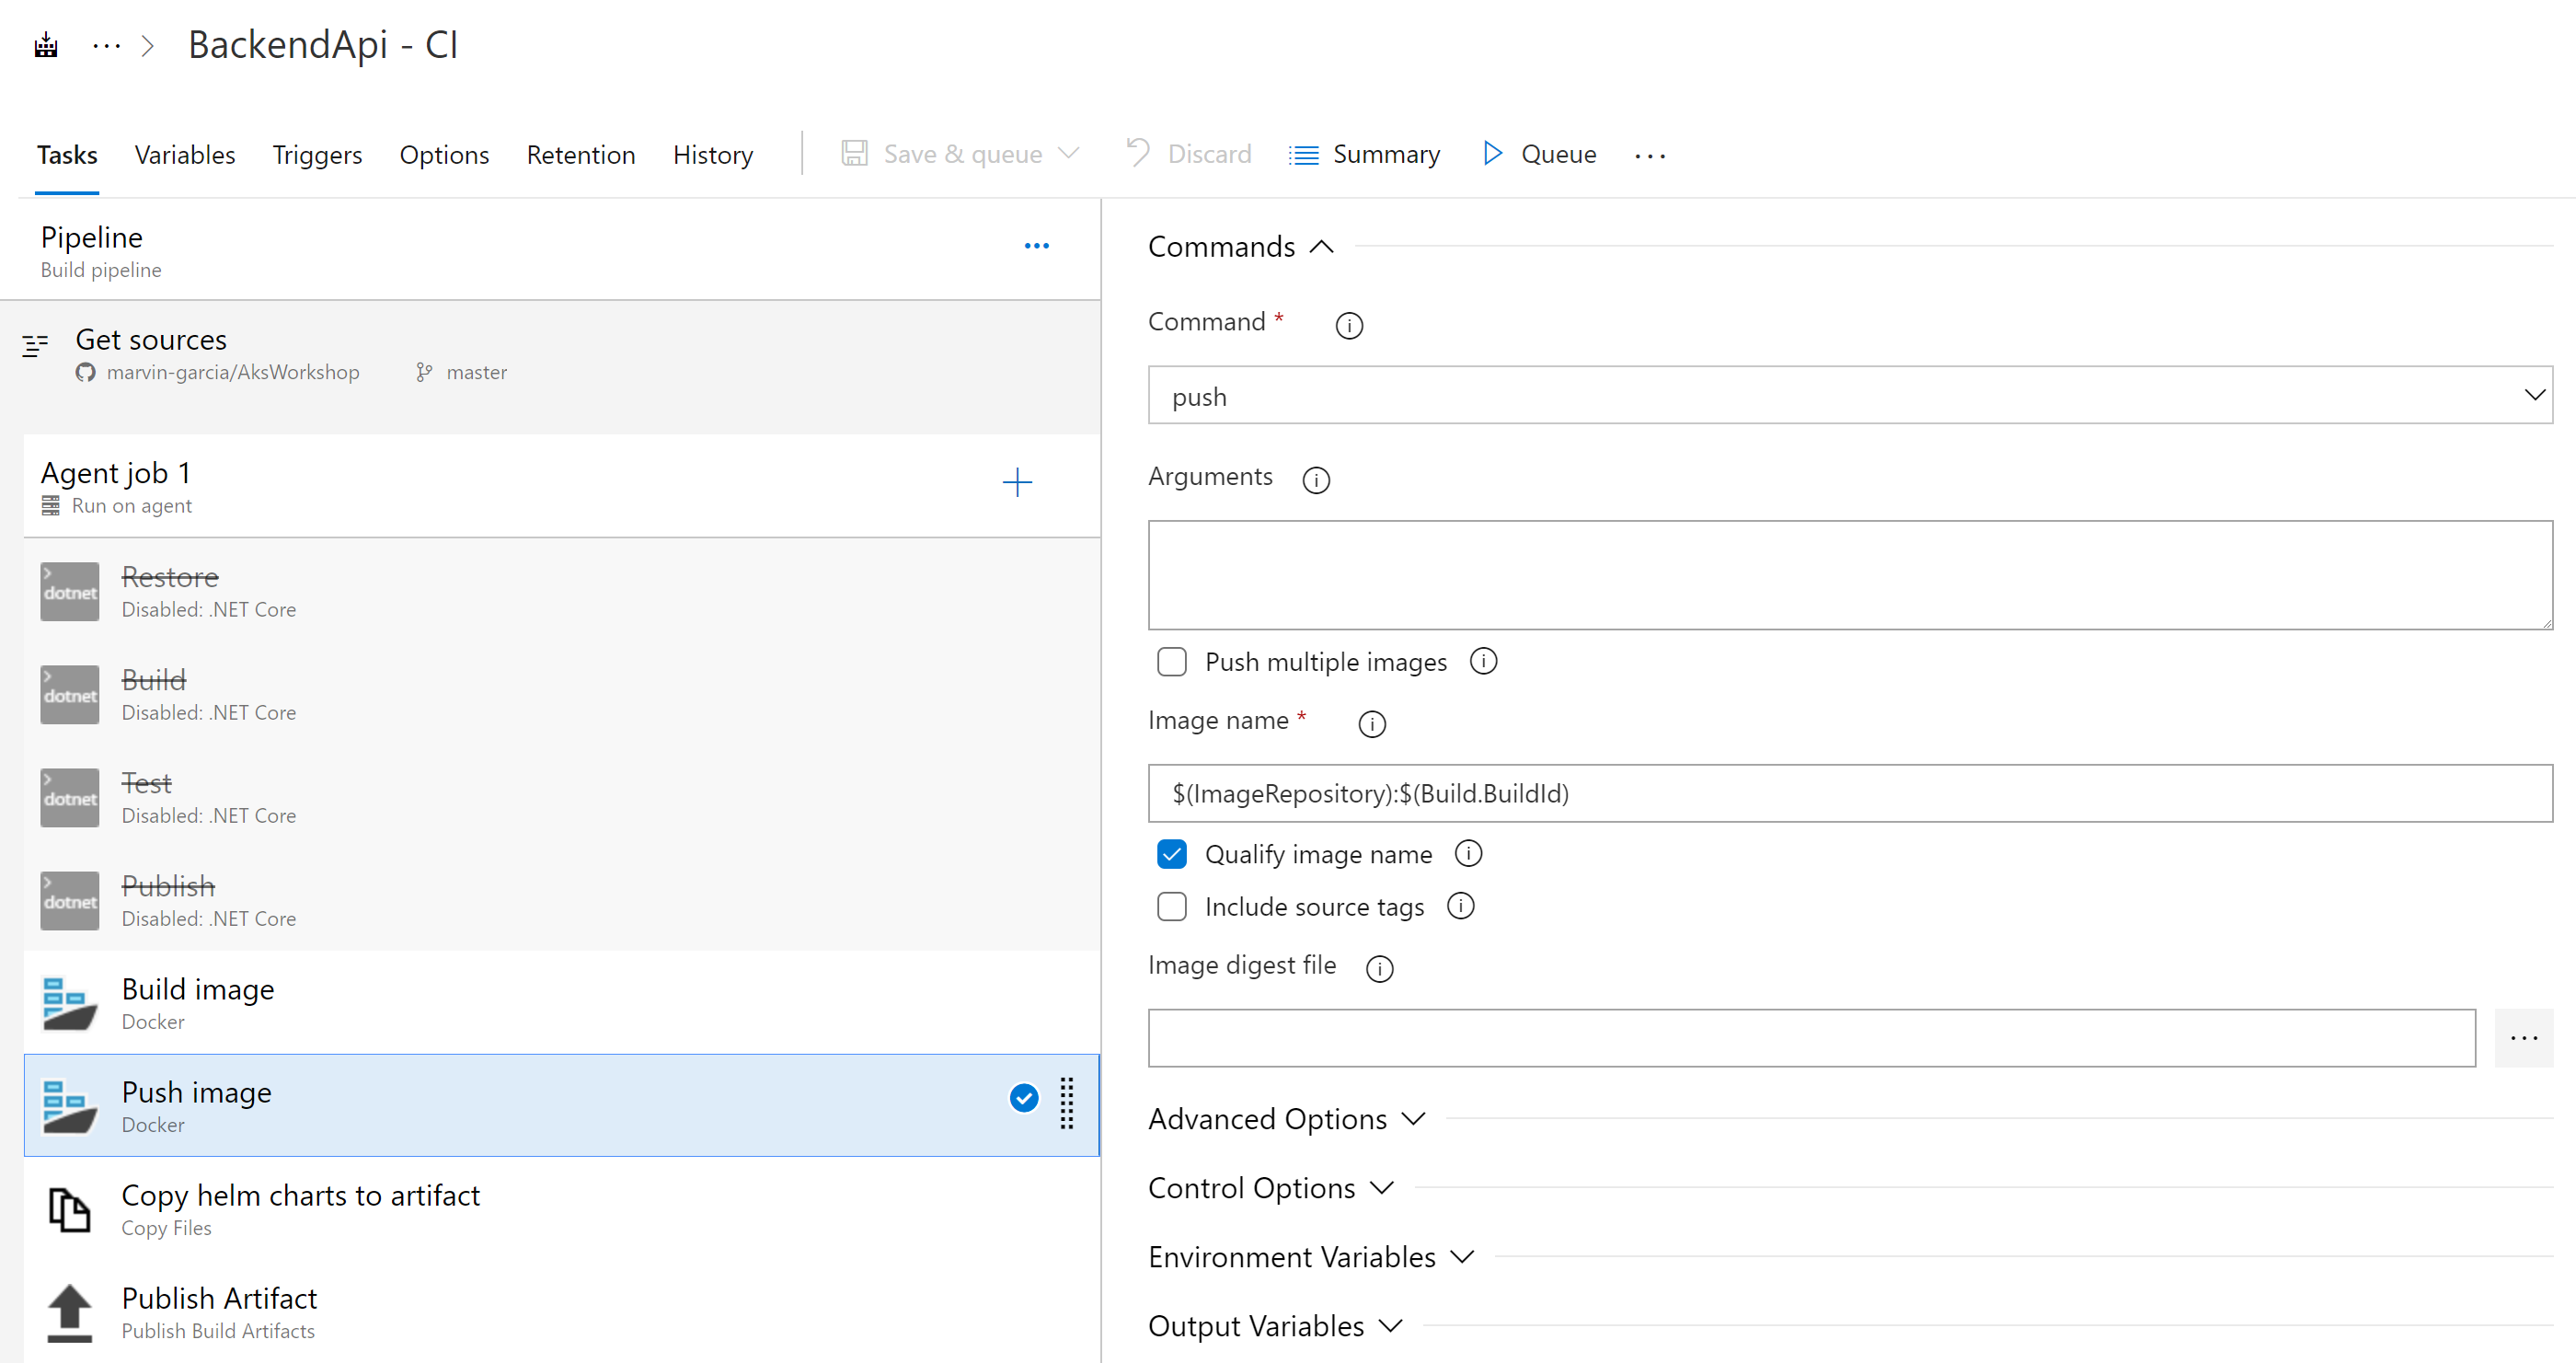 BackendApi - CI
Tasks Variables Triggers Options Retention History Save & queue Discard Summary Queue
Pipeline
Build pipeline
Get sources
marvin-garcia/AksWorkshop master
Agent job 1
Run on agent
dotnet Restore
Disabled: .NET Core
dotnet Build
Disabled: .NET Core
dotnet Test
Disabled: .NET Core
dotnet Publish
Disabled: .NET Core
Build image
Docker
Push image
Docker
Copy helm charts to artifact
Copy Files
Publish Artifact
Publish Build Artifacts
Commands
Command *
push
Arguments
Push multiple images
Image name *
$(ImageRepository):$(Build.BuildId)
Qualify image name
Include source tags
Image digest file
Advanced Options
Control Options
Environment Variables
Output Variables